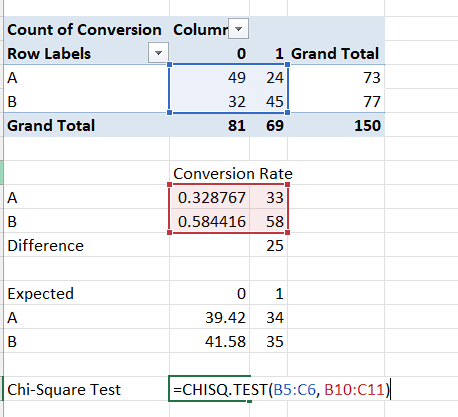 Count of Conversion Colum
Row Labels 0 1 Grand Total
A 49 24 73
B 32 45 77
Grand Total 81 69 150
Conversion Rate
A 0.328767 33
B 0.584416 58
Difference 25
Expected 0 1
A 39.42 34
B 41.58 35
Chi-Square Test =CHISQ.TEST(B5:C6, B10:C11)